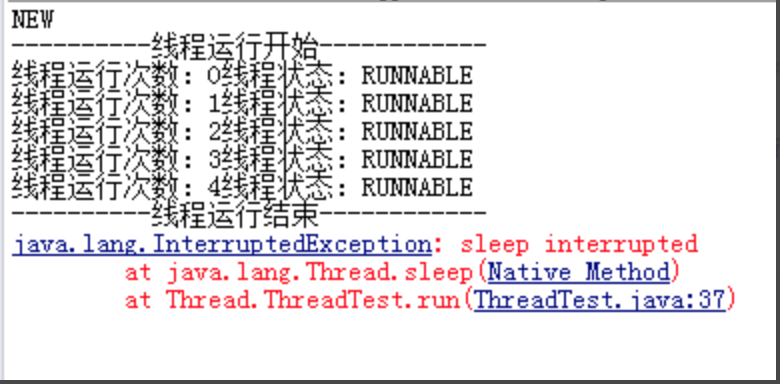 NEW
----------线程运行开始------------
线程运行次数：0线程状态：RUNNABLE
线程运行次数：1线程状态：RUNNABLE
线程运行次数：2线程状态：RUNNABLE
线程运行次数：3线程状态：RUNNABLE
线程运行次数：4线程状态：RUNNABLE
----------线程运行结束------------
java.lang.InterruptedException: sleep interrupted
at java.lang.Thread.sleep(Native Method)
at Thread.ThreadTest.run(ThreadTest.java:37)